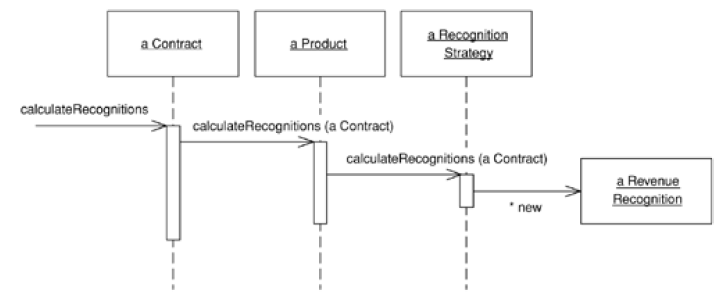 a Contract
a Product
a Recognition
Strategy
calculateRecognitions
calculateRecognitions (a Contract)
calculateRecognitions (a Contract)
* new
a Revenue
Recognition